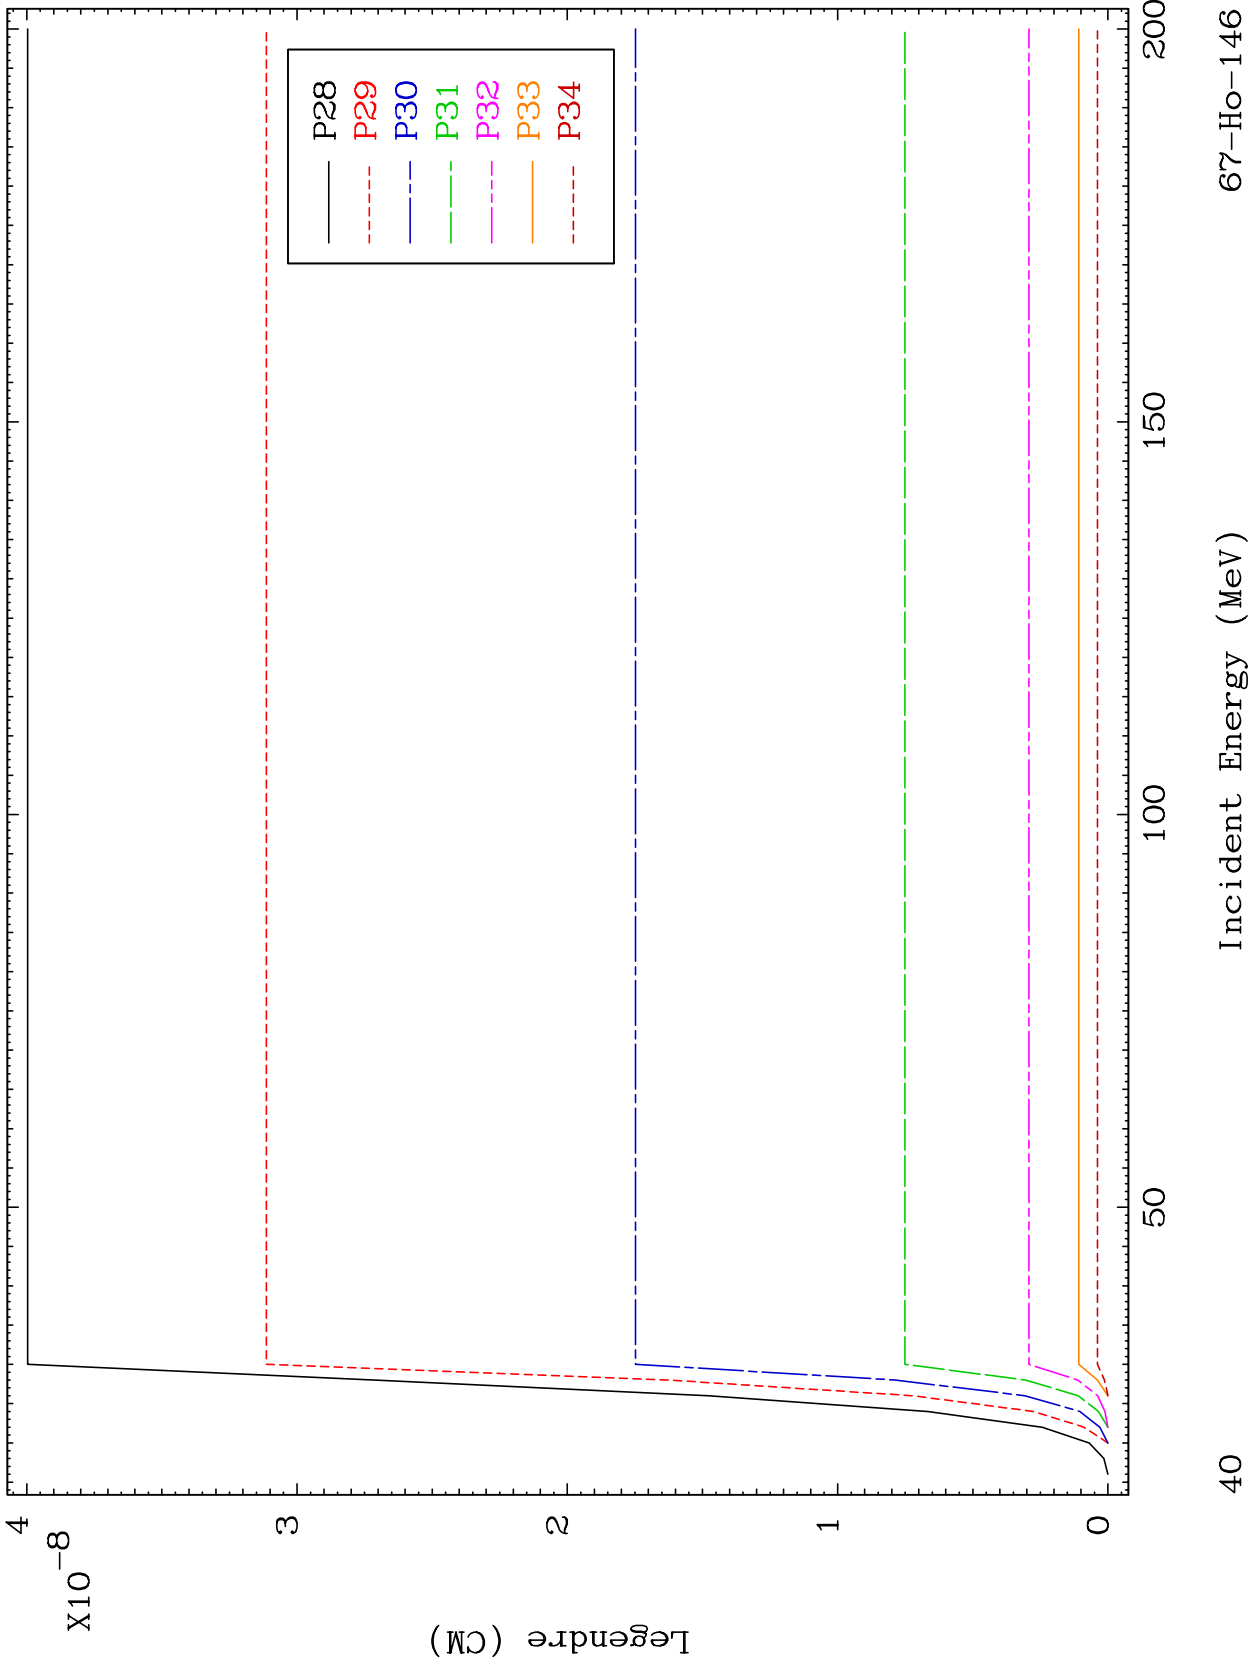 X10
-8
4
3
2
1
0
Legendre (CM)
50
100
150
200
P28
P29
P30
P31
P32
P33
P34
40
Incident Energy (MeV)
67-Ho-146